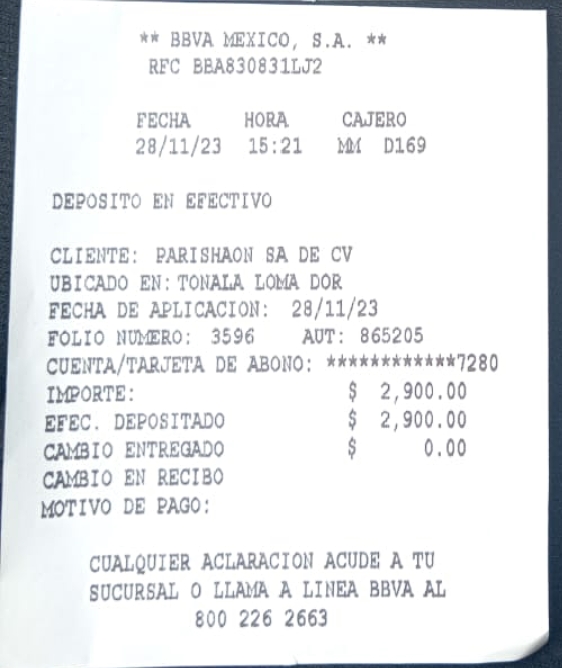 ** BBVA MEXICO, S.A. **
RFC BBA830831LJ2
FECHA HORA CAJERO
28/11/23 15:21 MM D169
DEPOSITO EN EFECTIVO
CLIENTE: PARISHAON SA DE CV
UBICADO EN: TONALA LOMA DOR
FECHA DE APLICACION: 28/11/23
FOLIO NUMERO: 3596 AUT: 865205
CUENTA/TARJETA DE ABONO: ************7280
IMPORTE: $ 2,900.00
EFEC. DEPOSITADO $ 2,900.00
CAMBIO ENTREGADO $ 0.00
CAMBIO EN RECIBO
MOTIVO DE PAGO:
CUALQUIER ACLARACION ACUDE A TU
SUCURSAL O LLAMA A LINEA BBVA AL
800 226 2663